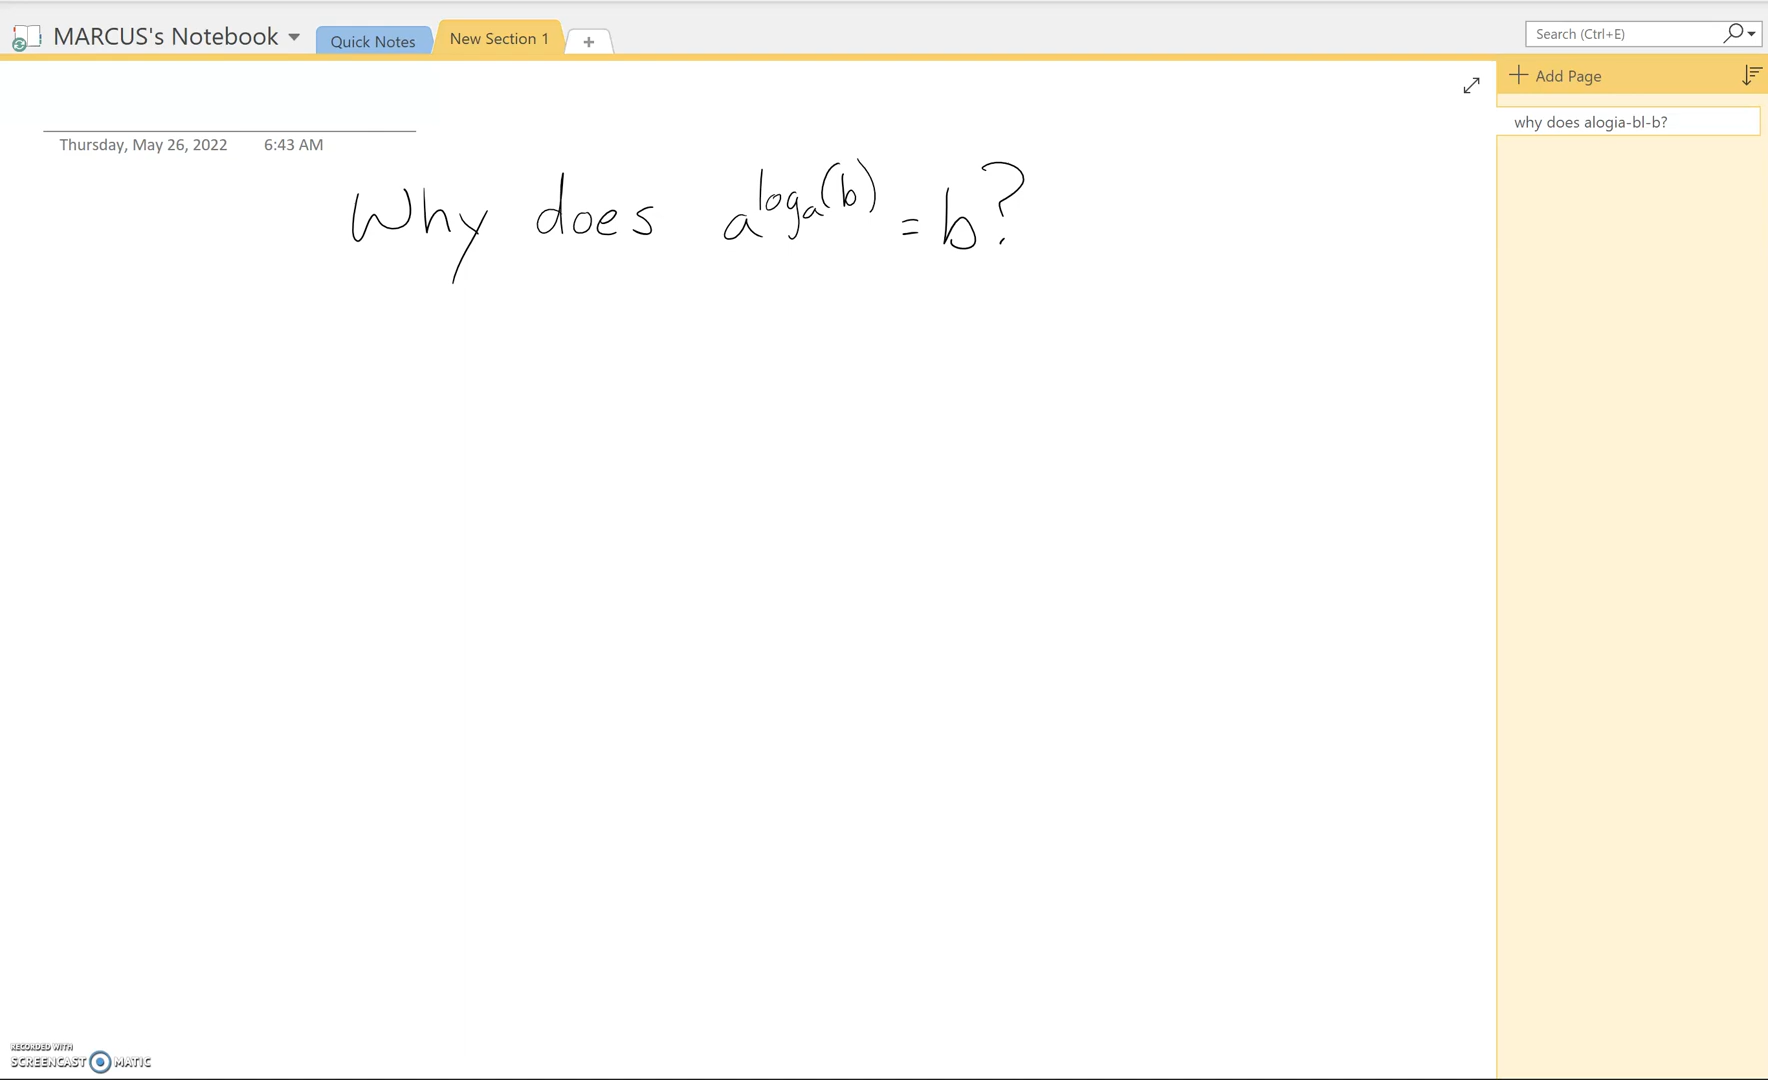 MARCUS's Notebook
Quick Notes
New Section 1
+
Search (Ctrl+E)
Add Page
why does alogia-bl-b?
Thursday, May 26, 2022 6:43 AM
Why does a^{log_a(b)} = b?
RECORDED WITH
SCREENCAST MATIC